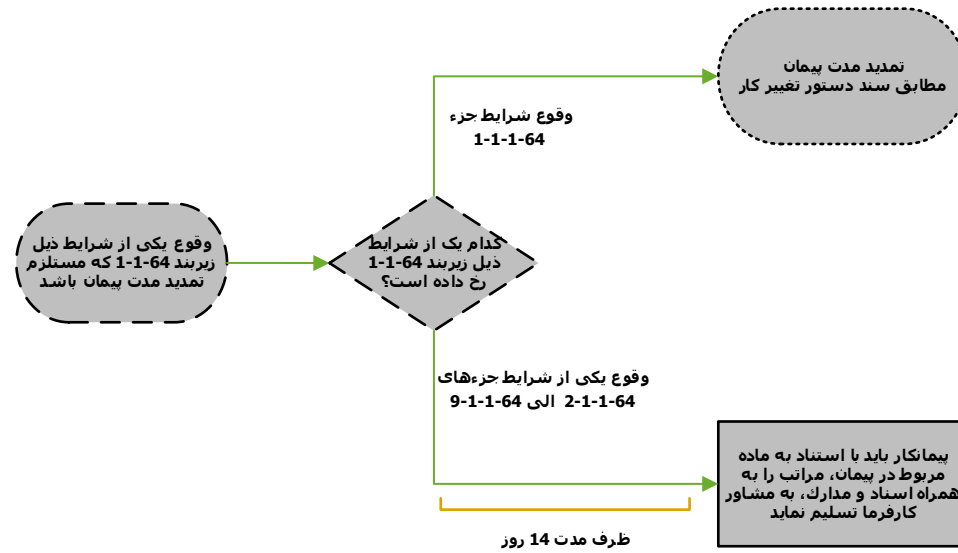 تمدید مدت پیمان
مطابق سند دستور تغییر کار
وقوع شرایط جزء
1-1-1-64
وقوع یکی از شرایط ذیل
زیربند 64-1-1 که مستلزم
تمدید مدت پیمان باشد
کدام یک از شرایط
ذیل زیربند 64-1-1
رخ داده است؟
وقوع یکی از شرایط جزء‌های
2-1-1-64 الی 64-1-1-9
پیمانکار باید با استناد به ماده
مربوط در پیمان، مراتب را به
همراه اسناد و مدارك، به مشاور
کارفرما تسلیم نماید
ظرف مدت 14 روز